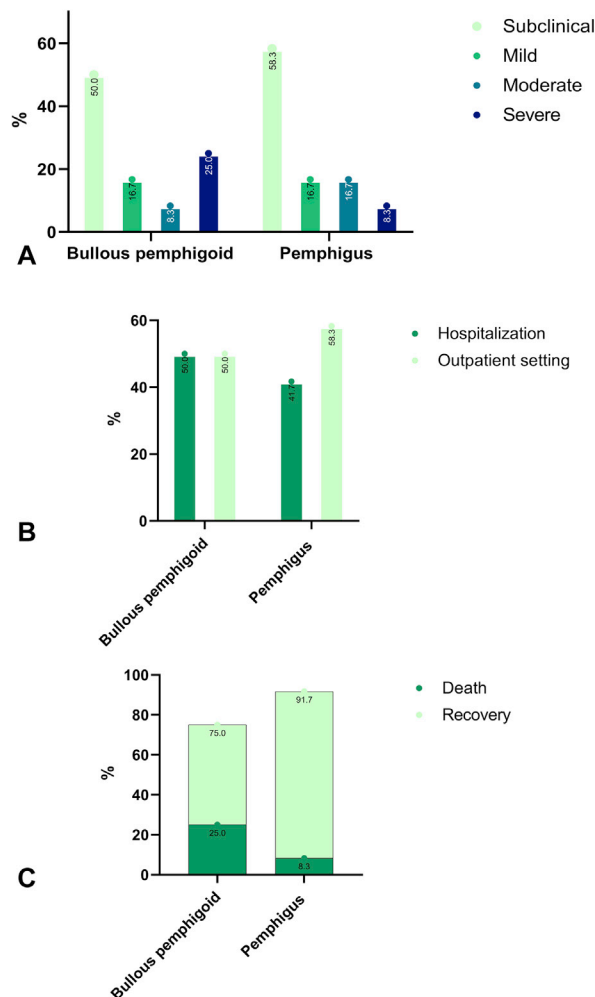 60
40
20
0
%
50.0
16.7
8.3
25.0
58.3
16.7
16.7
8.3
Bullous pemphigoid
Pemphigus
Subclinical
Mild
Moderate
Severe
A
60
40
20
0
%
50.0
50.0
41.7
58.3
Bullous pemphigoid
Pemphigus
Hospitalization
Outpatient setting
B
100
80
60
40
20
0
%
75.0
25.0
91.7
8.3
Bullous pemphigoid
Pemphigus
Death
Recovery
C